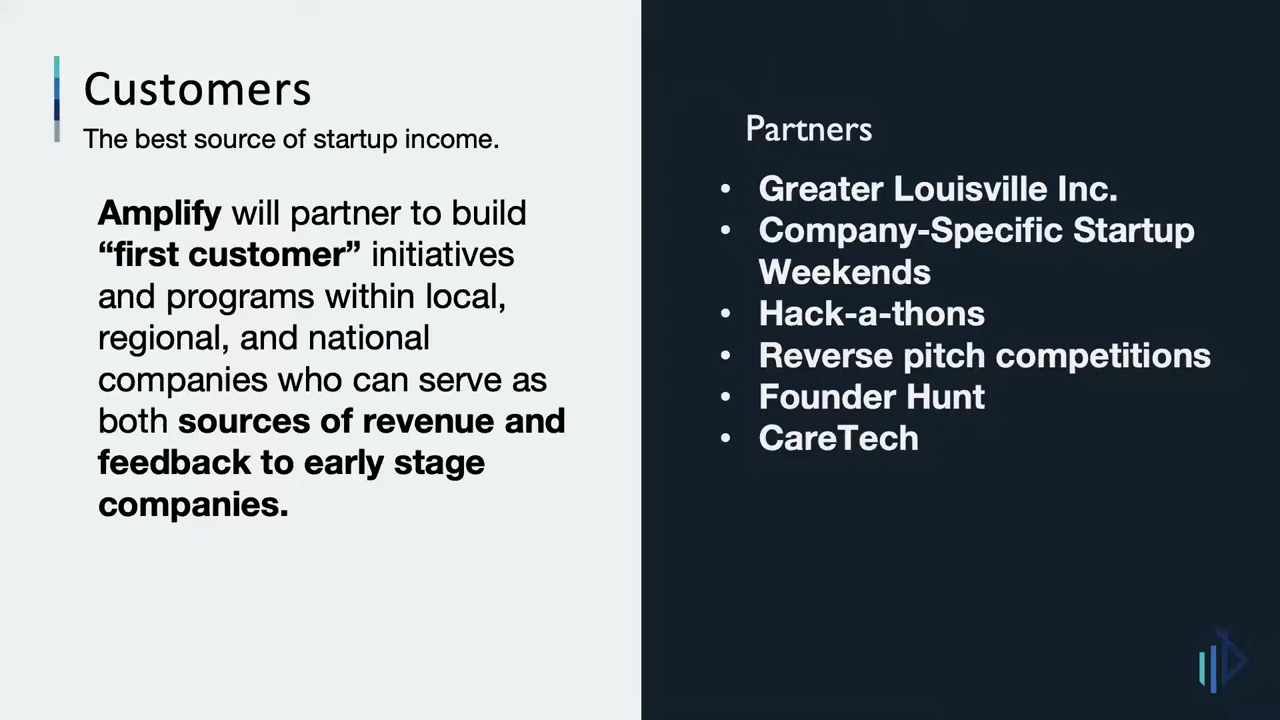 Customers
The best source of startup income.
Amplify will partner to build
“first customer” initiatives
and programs within local,
regional, and national
companies who can serve as
both sources of revenue and
feedback to early stage
companies.
Partners
• Greater Louisville Inc.
• Company-Specific Startup
Weekends
• Hack-a-thons
• Reverse pitch competitions
• Founder Hunt
• CareTech